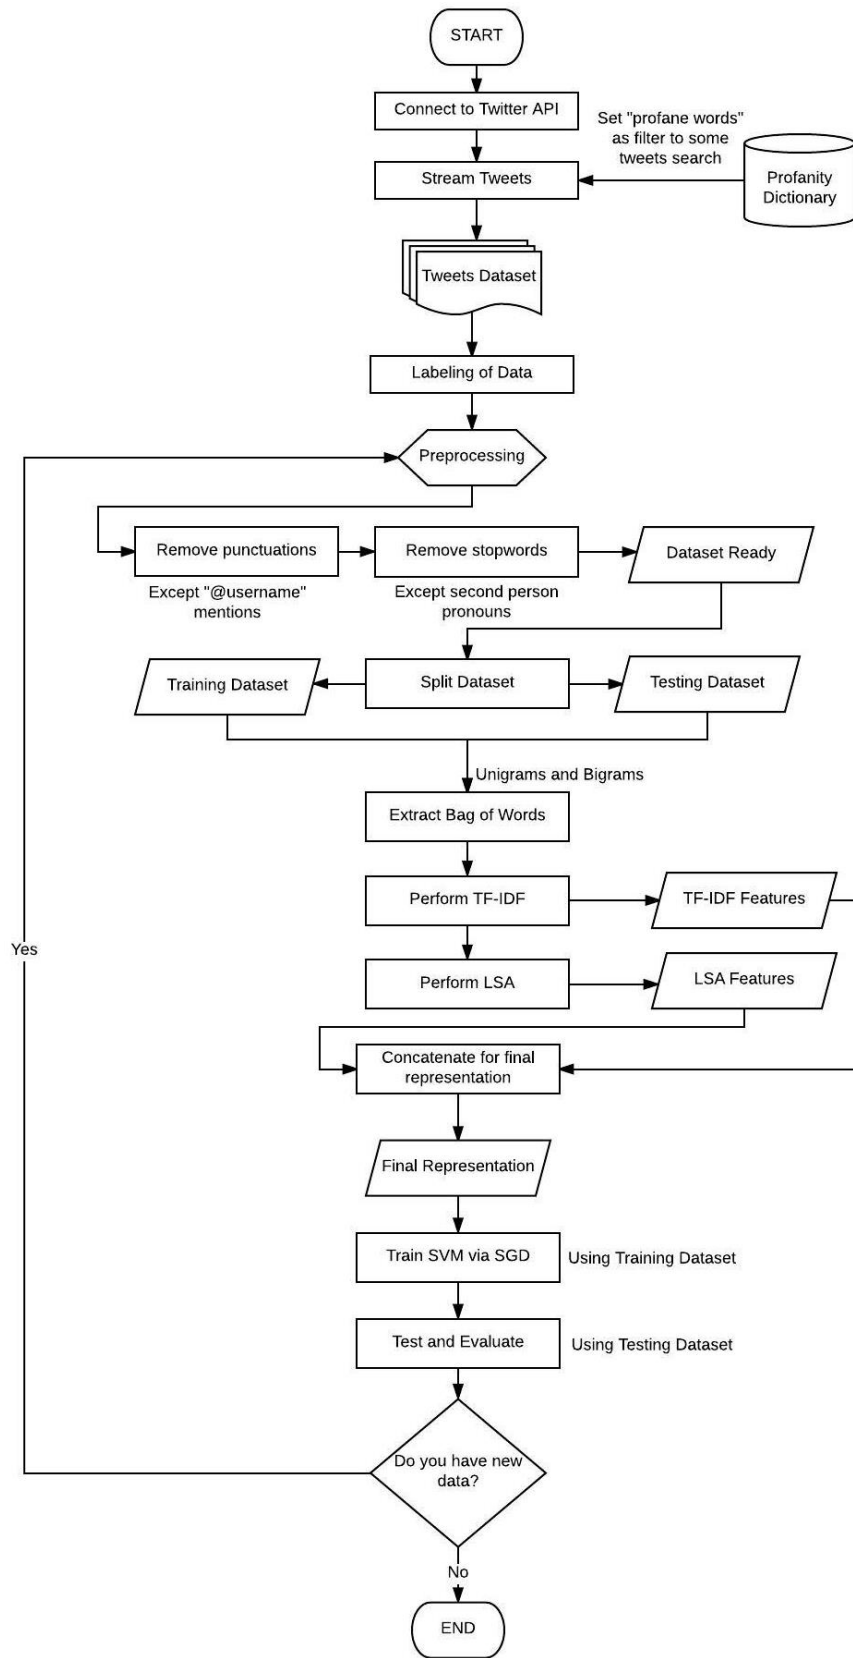 START
Connect to Twitter API
Set "profane words"
as filter to some
tweets search
Stream Tweets
Profanity
Dictionary
Tweets Dataset
Labeling of Data
Preprocessing
Remove punctuations
Remove stopwords
Dataset Ready
Except "@username"
mentions
Except second person
pronouns
Training Dataset
Split Dataset
Testing Dataset
Unigrams and Bigrams
Extract Bag of Words
Perform TF-IDF
TF-IDF Features
Yes
Perform LSA
LSA Features
Concatenate for final
representation
Final Representation
Train SVM via SGD
Using Training Dataset
Test and Evaluate
Using Testing Dataset
Do you have new
data?
No
END